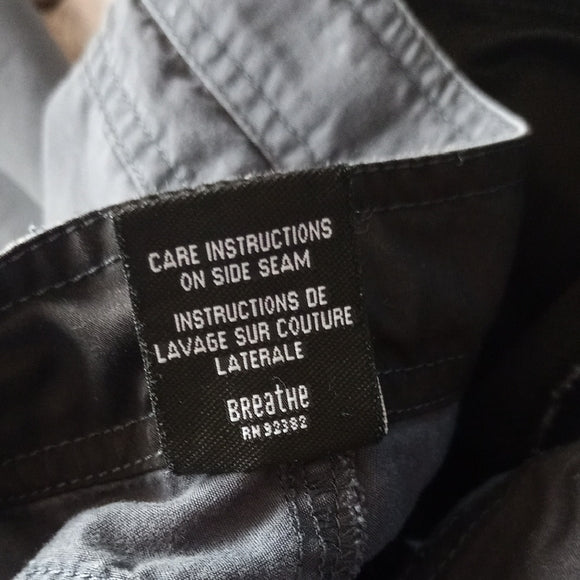 CARE INSTRUCTIONS
ON SIDE SEAM
INSTRUCTIONS DE
LAVAGE SUR COUTURE
LATERALE
BReatHe
RN 92382